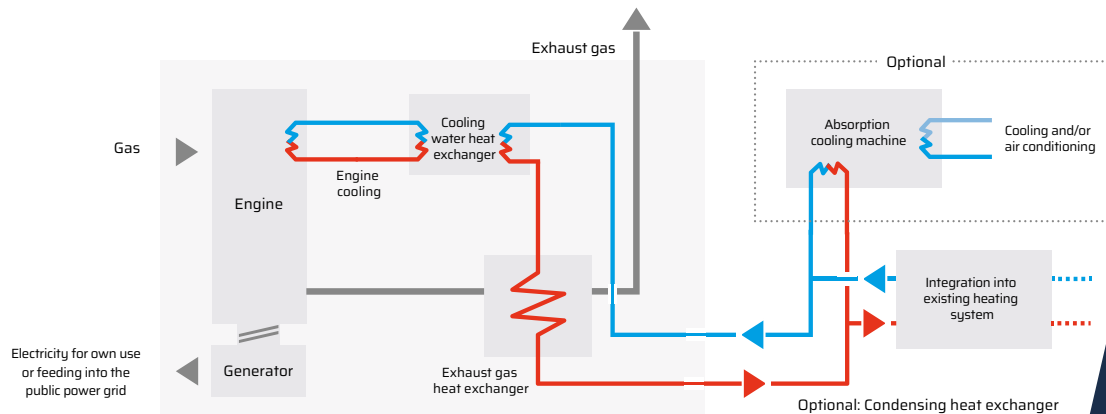 Exhaust gas
Optional
Gas
Cooling
water heat
exchanger
Absorption
cooling machine
Cooling and/or
air conditioning
Engine
cooling
Engine
Integration into
existing heating
system
Electricity for own use
or feeding into the
public power grid
Generator
Exhaust gas
heat exchanger
Optional: Condensing heat exchanger